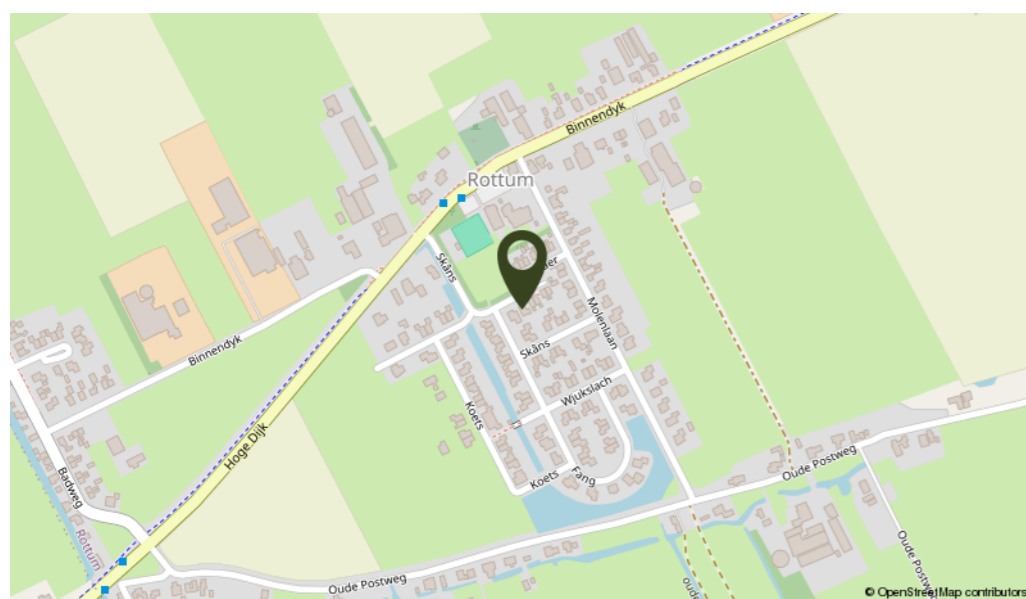 Binnendyk
Rottum
Skâns
Molenlaan
Binnendyk
Skâns
Wjukslach
Koets
Hoge Dijk
Badweg
Koets
Fang
Oude Postweg
Rottum
Oude Postweg
Oude Postweg
© OpenStreetMap contributors